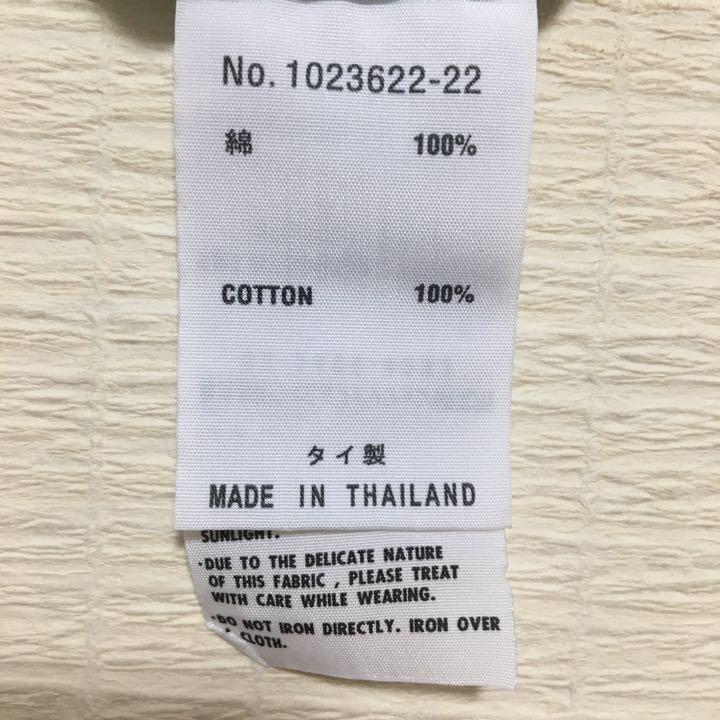 No. 1023622-22
綿 100%
COTTON 100%
タイ製
MADE IN THAILAND
SUNLIGHT.
·DUE TO THE DELICATE NATURE
OF THIS FABRIC , PLEASE TREAT
WITH CARE WHILE WEARING.
·DO NOT IRON DIRECTLY. IRON OVER
A CLOTH.